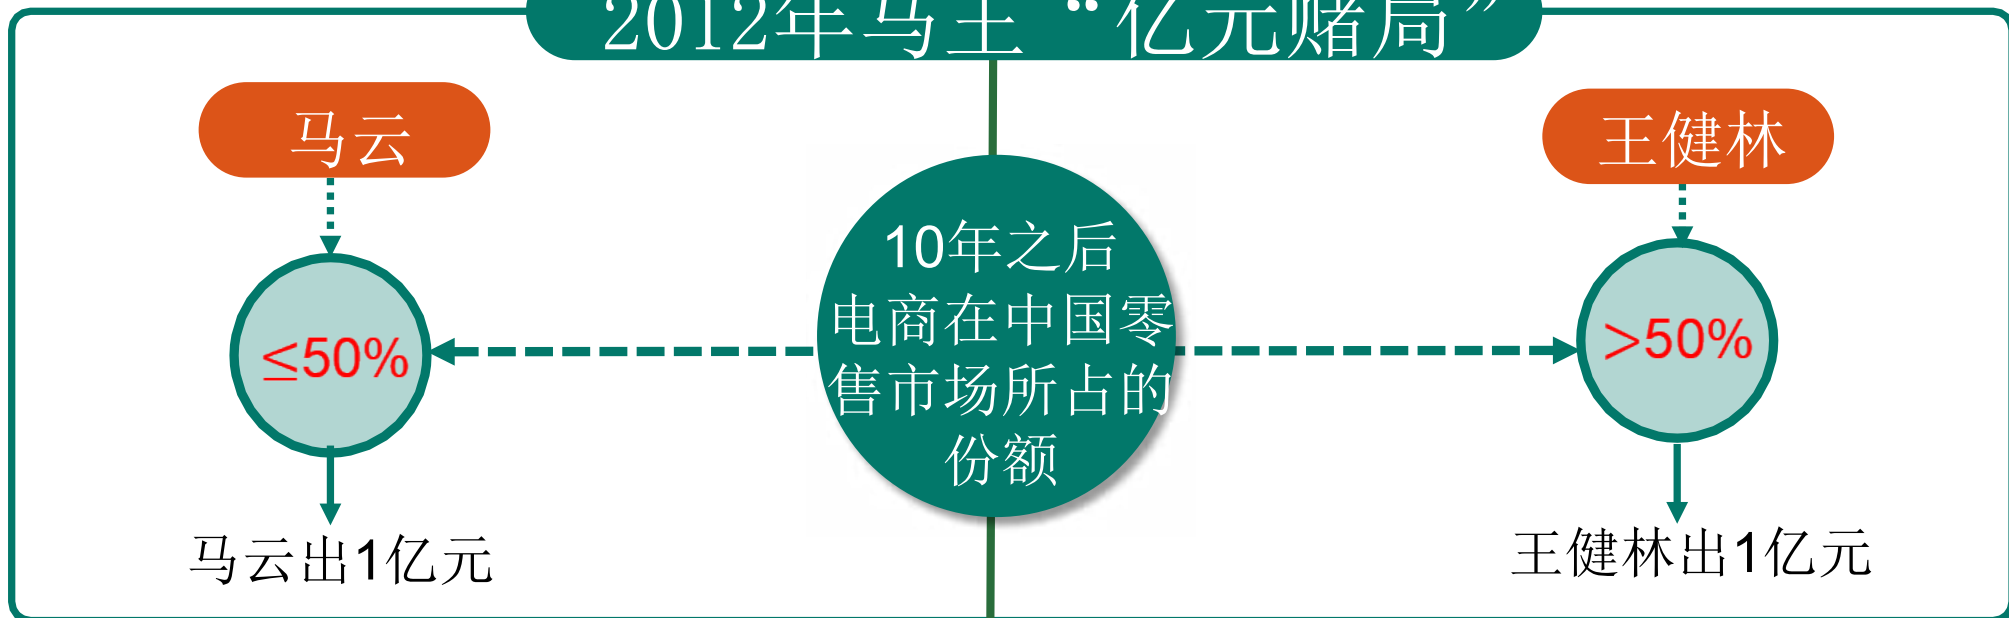 2012年马王“亿元赌局”
马云
王健林
10年之后
电商在中国零
售市场所占的
份额
≤50%
>50%
马云出1亿元
王健林出1亿元